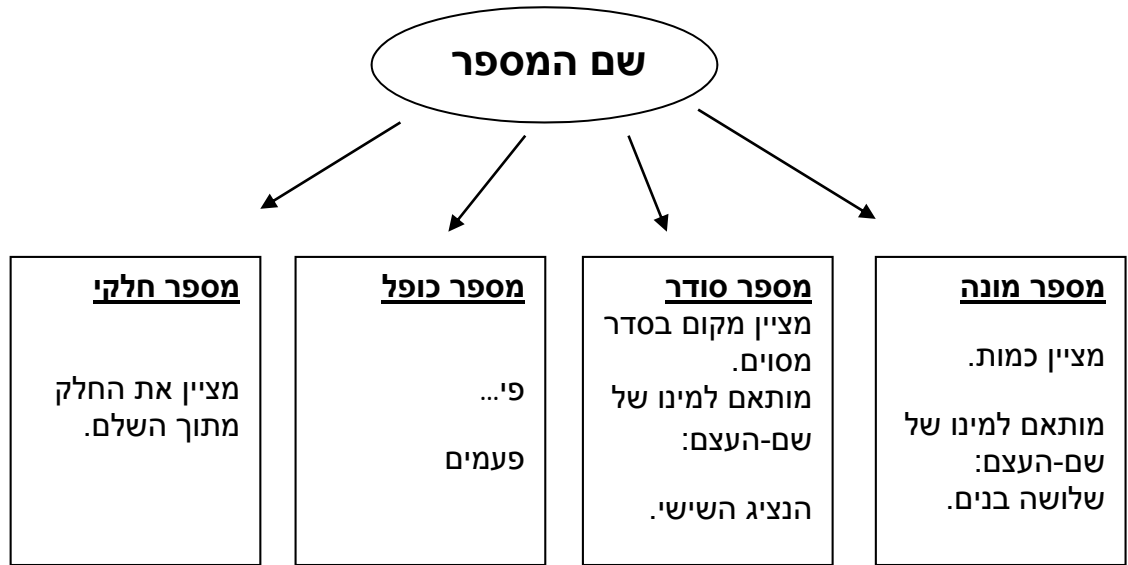 שם המספר
מספר מונה
מציין כמות.
מותאם למינו של
שם-העצם:
שלושה בנים.
מספר סודר
מציין מקום בסדר
מסוים.
מותאם למינו של
שם-העצם:
הנציג השישי.
מספר כופל
פי...
פעמים
מספר חלקי
מציין את החלק
מתוך השלם.